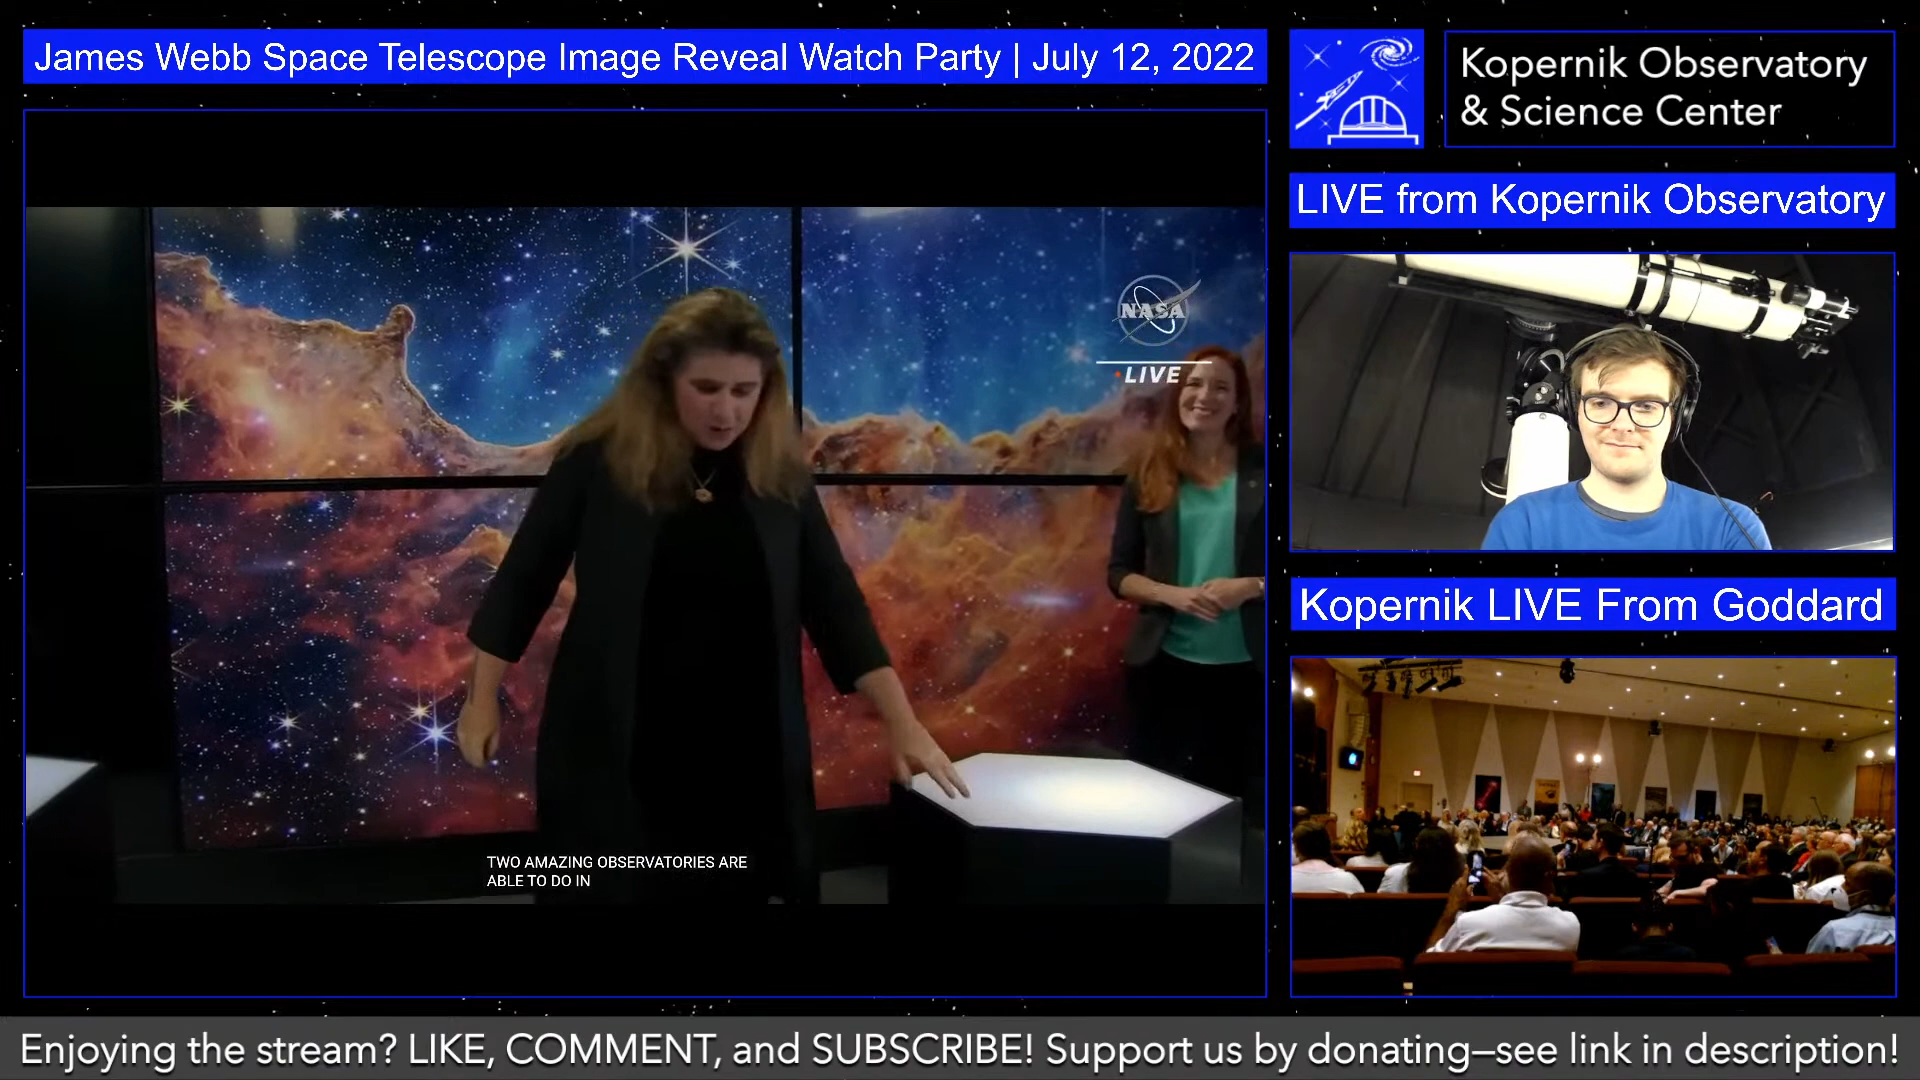 James Webb Space Telescope Image Reveal Watch Party | July 12, 2022
Kopernik Observatory
& Science Center
LIVE from Kopernik Observatory
NASA
LIVE
Kopernik LIVE From Goddard
TWO AMAZING OBSERVATORIES ARE
ABLE TO DO IN
Enjoying the stream? LIKE, COMMENT, and SUBSCRIBE! Support us by donating—see link in description!